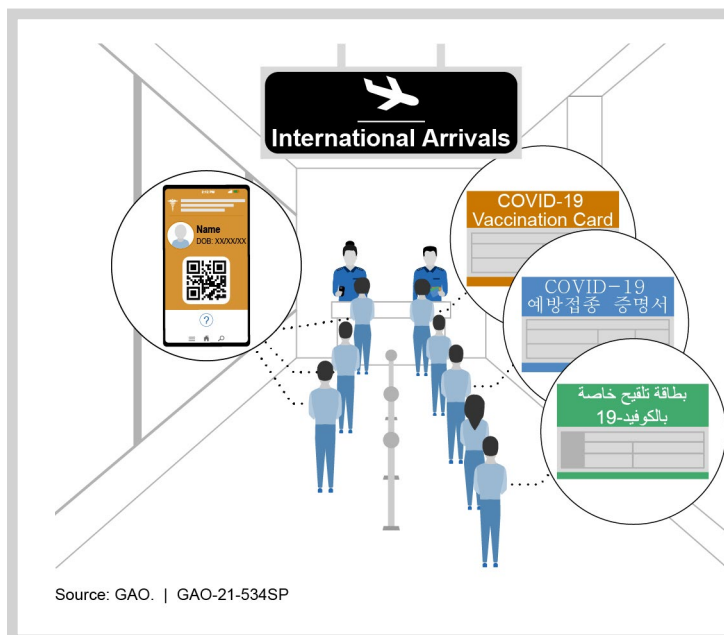 International Arrivals
Name
DOB: XX/XX/XX
?
COVID-19
Vaccination Card
COVID-19
예방접종 증명서
بطاقة تلقيح خاصة
بالكوفيد-19
Source: GAO. | GAO-21-534SP